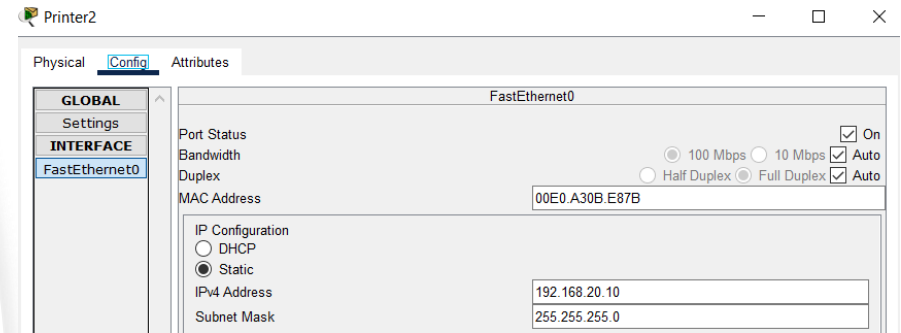 Printer2
Physical Config Attributes
GLOBAL
Settings
INTERFACE
FastEthernet0
FastEthernet0
Port Status On
Bandwidth 100 Mbps 10 Mbps Auto
Duplex Half Duplex Full Duplex Auto
MAC Address 00E0.A30B.E87B
IP Configuration
DHCP
Static
IPv4 Address 192.168.20.10
Subnet Mask 255.255.255.0